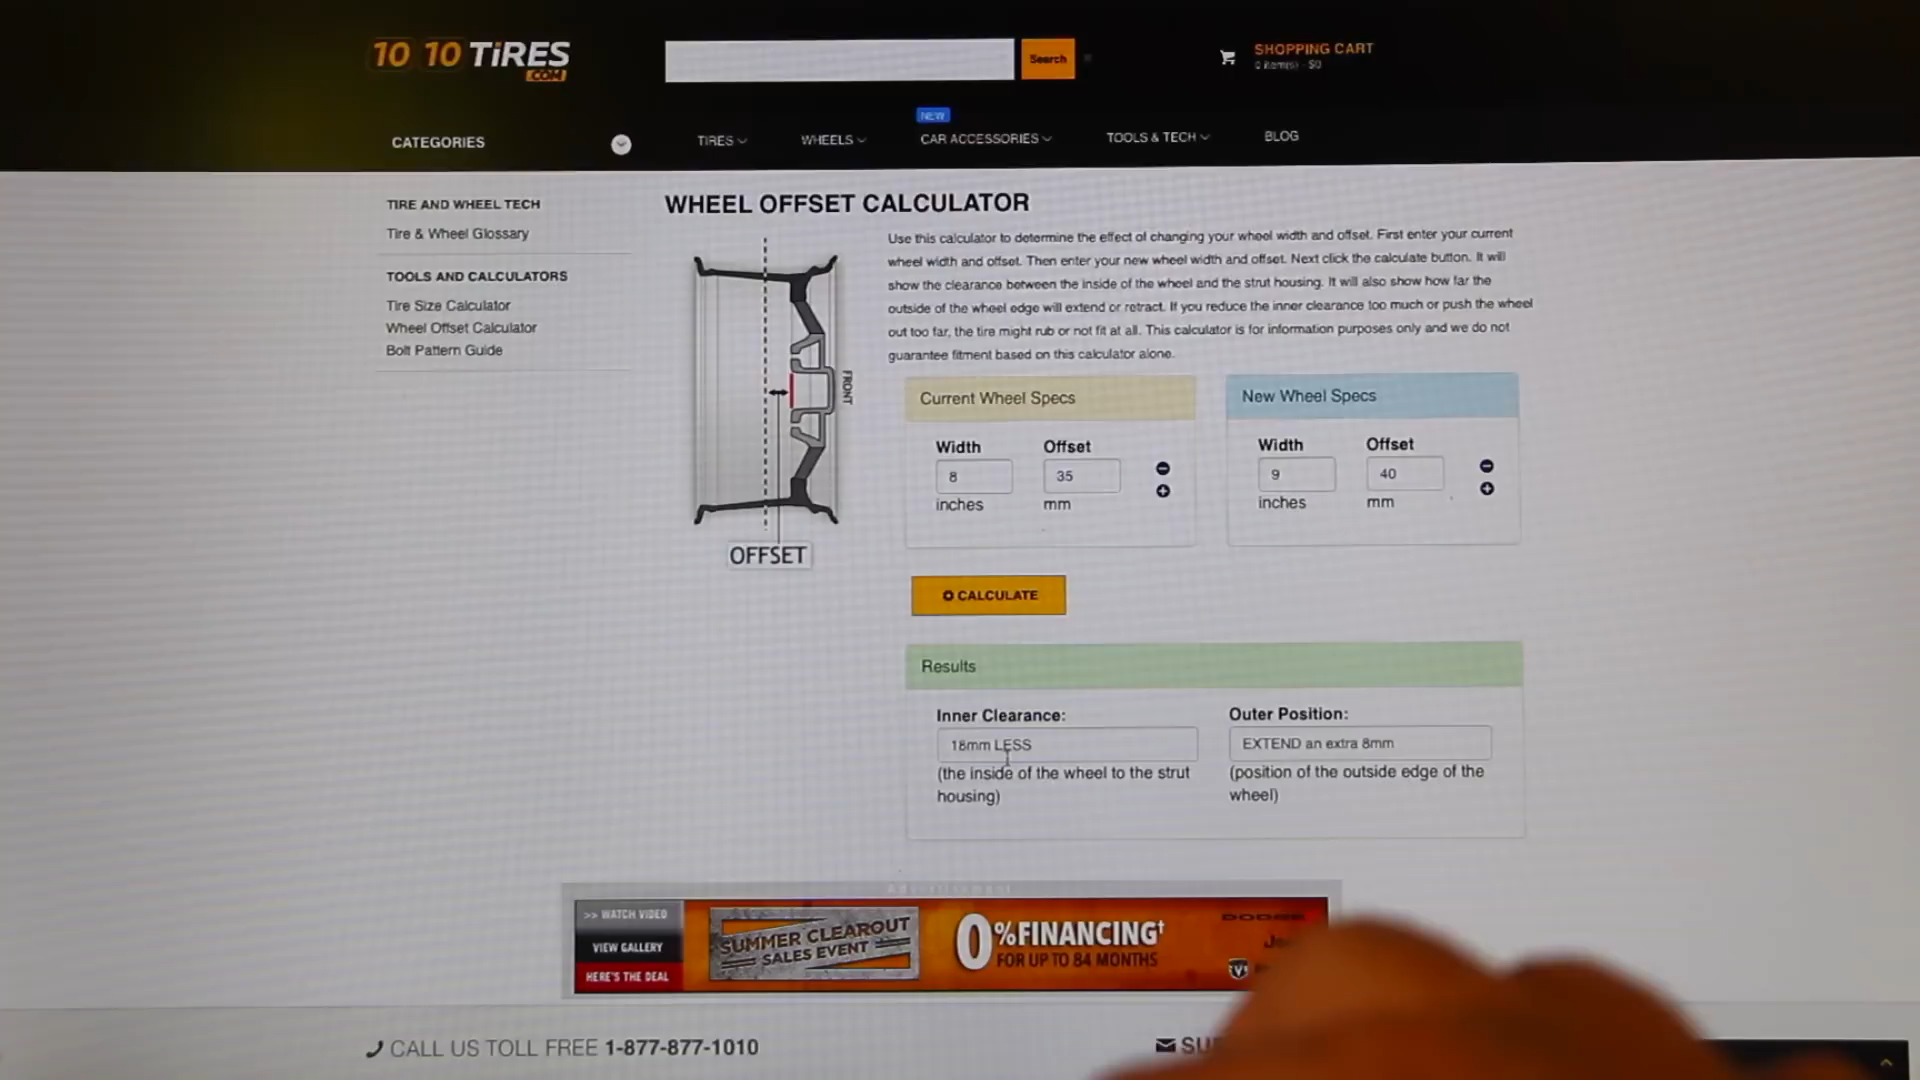 10 10 TiRES
.COM
Search
SHOPPING CART
0 item(s) - $0
CATEGORIES
TIRES
WHEELS
NEW
CAR ACCESSORIES
TOOLS & TECH
BLOG
TIRE AND WHEEL TECH
Tire & Wheel Glossary
TOOLS AND CALCULATORS
Tire Size Calculator
Wheel Offset Calculator
Bolt Pattern Guide
WHEEL OFFSET CALCULATOR
FRONT
OFFSET
Use this calculator to determine the effect of changing your wheel width and offset. First enter your current
wheel width and offset. Then enter your new wheel width and offset. Next click the calculate button. It will
show the clearance between the inside of the wheel and the strut housing. It will also show how far the
outside of the wheel edge will extend or retract. If you reduce the inner clearance too much or push the wheel
out too far, the tire might rub or not fit at all. This calculator is for information purposes only and we do not
guarantee fitment based on this calculator alone.
Current Wheel Specs
Width Offset
8 35
inches mm
New Wheel Specs
Width Offset
9 40
inches mm
CALCULATE
Results
Inner Clearance:
18mm LESS
(the inside of the wheel to the strut
housing)
Outer Position:
EXTEND an extra 8mm
(position of the outside edge of the
wheel)
Advertisement
>> WATCH VIDEO
VIEW GALLERY
HERE'S THE DEAL
SUMMER CLEAROUT
SALES EVENT
0% FINANCING†
FOR UP TO 84 MONTHS
DODGE
CALL US TOLL FREE 1-877-877-1010